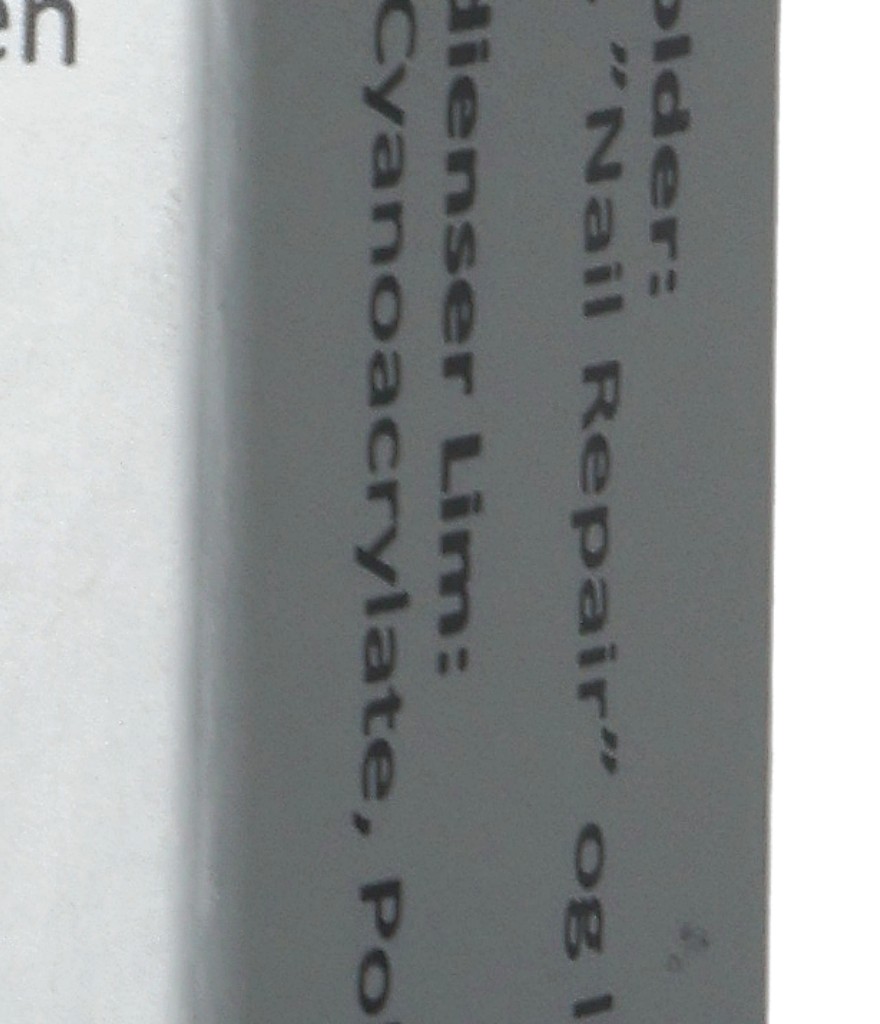 older:
"Nail Repair" og
dienser Lim:
Cyanoacrylate, Po
en